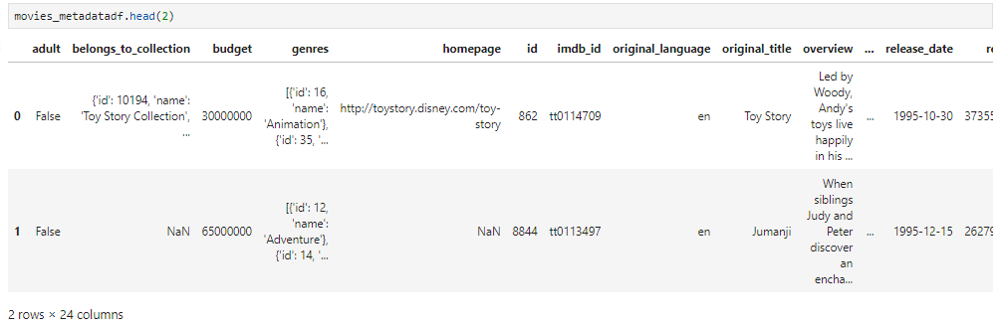 movies_metadatadf.head(2)
adult belongs_to_collection budget genres homepage id imdb_id original_language original_title overview ... release_date re
0 False {'id': 10194, 'name': 'Toy Story Collection', ... 30000000 [{'id': 16, 'name': 'Animation'}, {'id': 35, '... http://toystory.disney.com/toy-story 862 tt0114709 en Toy Story Led by Woody, Andy's toys live happily in his ... ... 1995-10-30 37355
1 False NaN 65000000 [{'id': 12, 'name': 'Adventure'}, {'id': 14, '... NaN 8844 tt0113497 en Jumanji When siblings Judy and Peter discover an encha... ... 1995-12-15 26279
2 rows × 24 columns